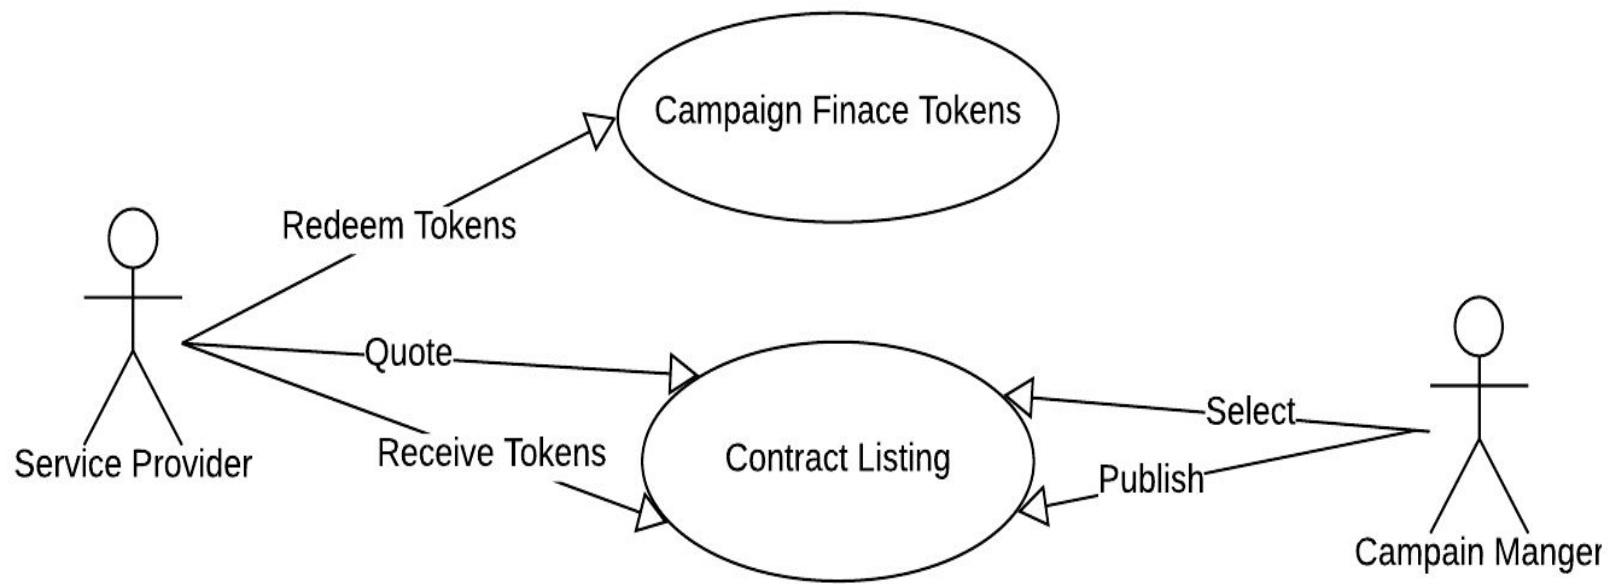 Campaign Finace Tokens
Redeem Tokens
Quote
Select
Receive Tokens
Contract Listing
Service Provider
Publish
Campain Manger